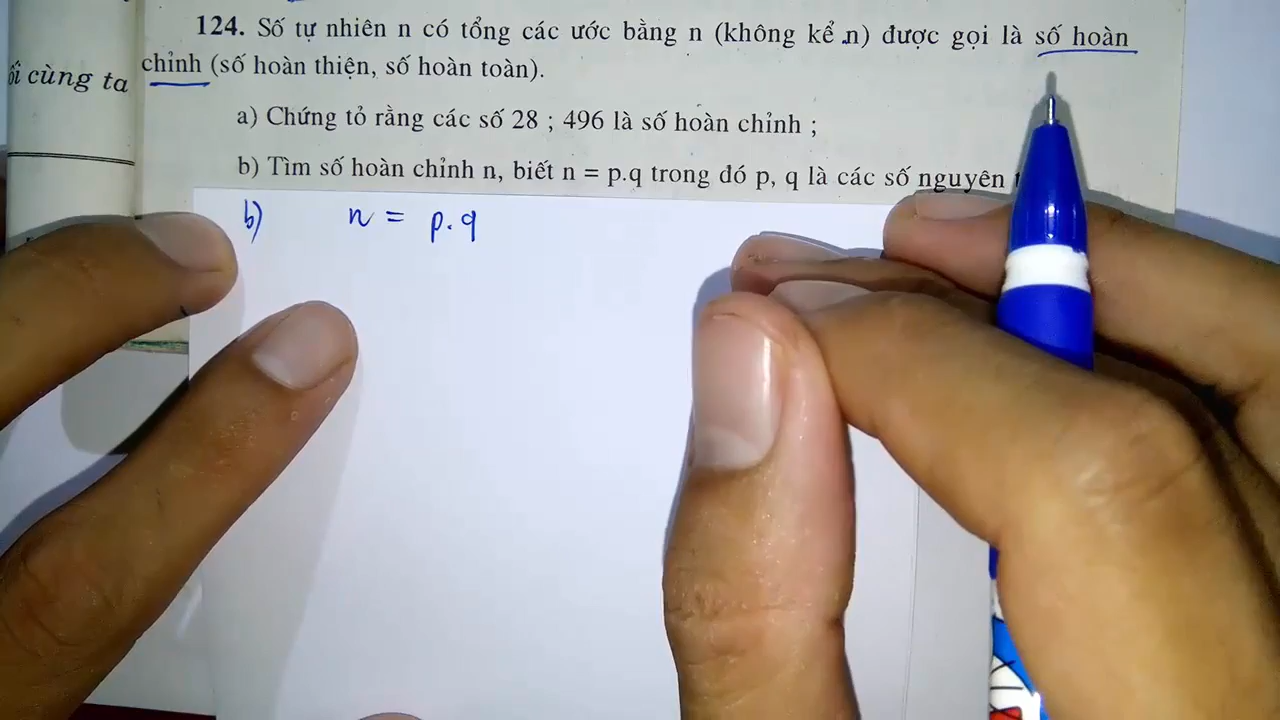 124. Số tự nhiên n có tổng các ước bằng n (không kể n) được gọi là số hoàn
chỉnh (số hoàn thiện, số hoàn toàn).
cùng ta
a) Chứng tỏ rằng các số 28 ; 496 là số hoàn chỉnh ;
b) Tìm số hoàn chỉnh n, biết n = p.q trong đó p, q là các số nguyên
b) n = p.q